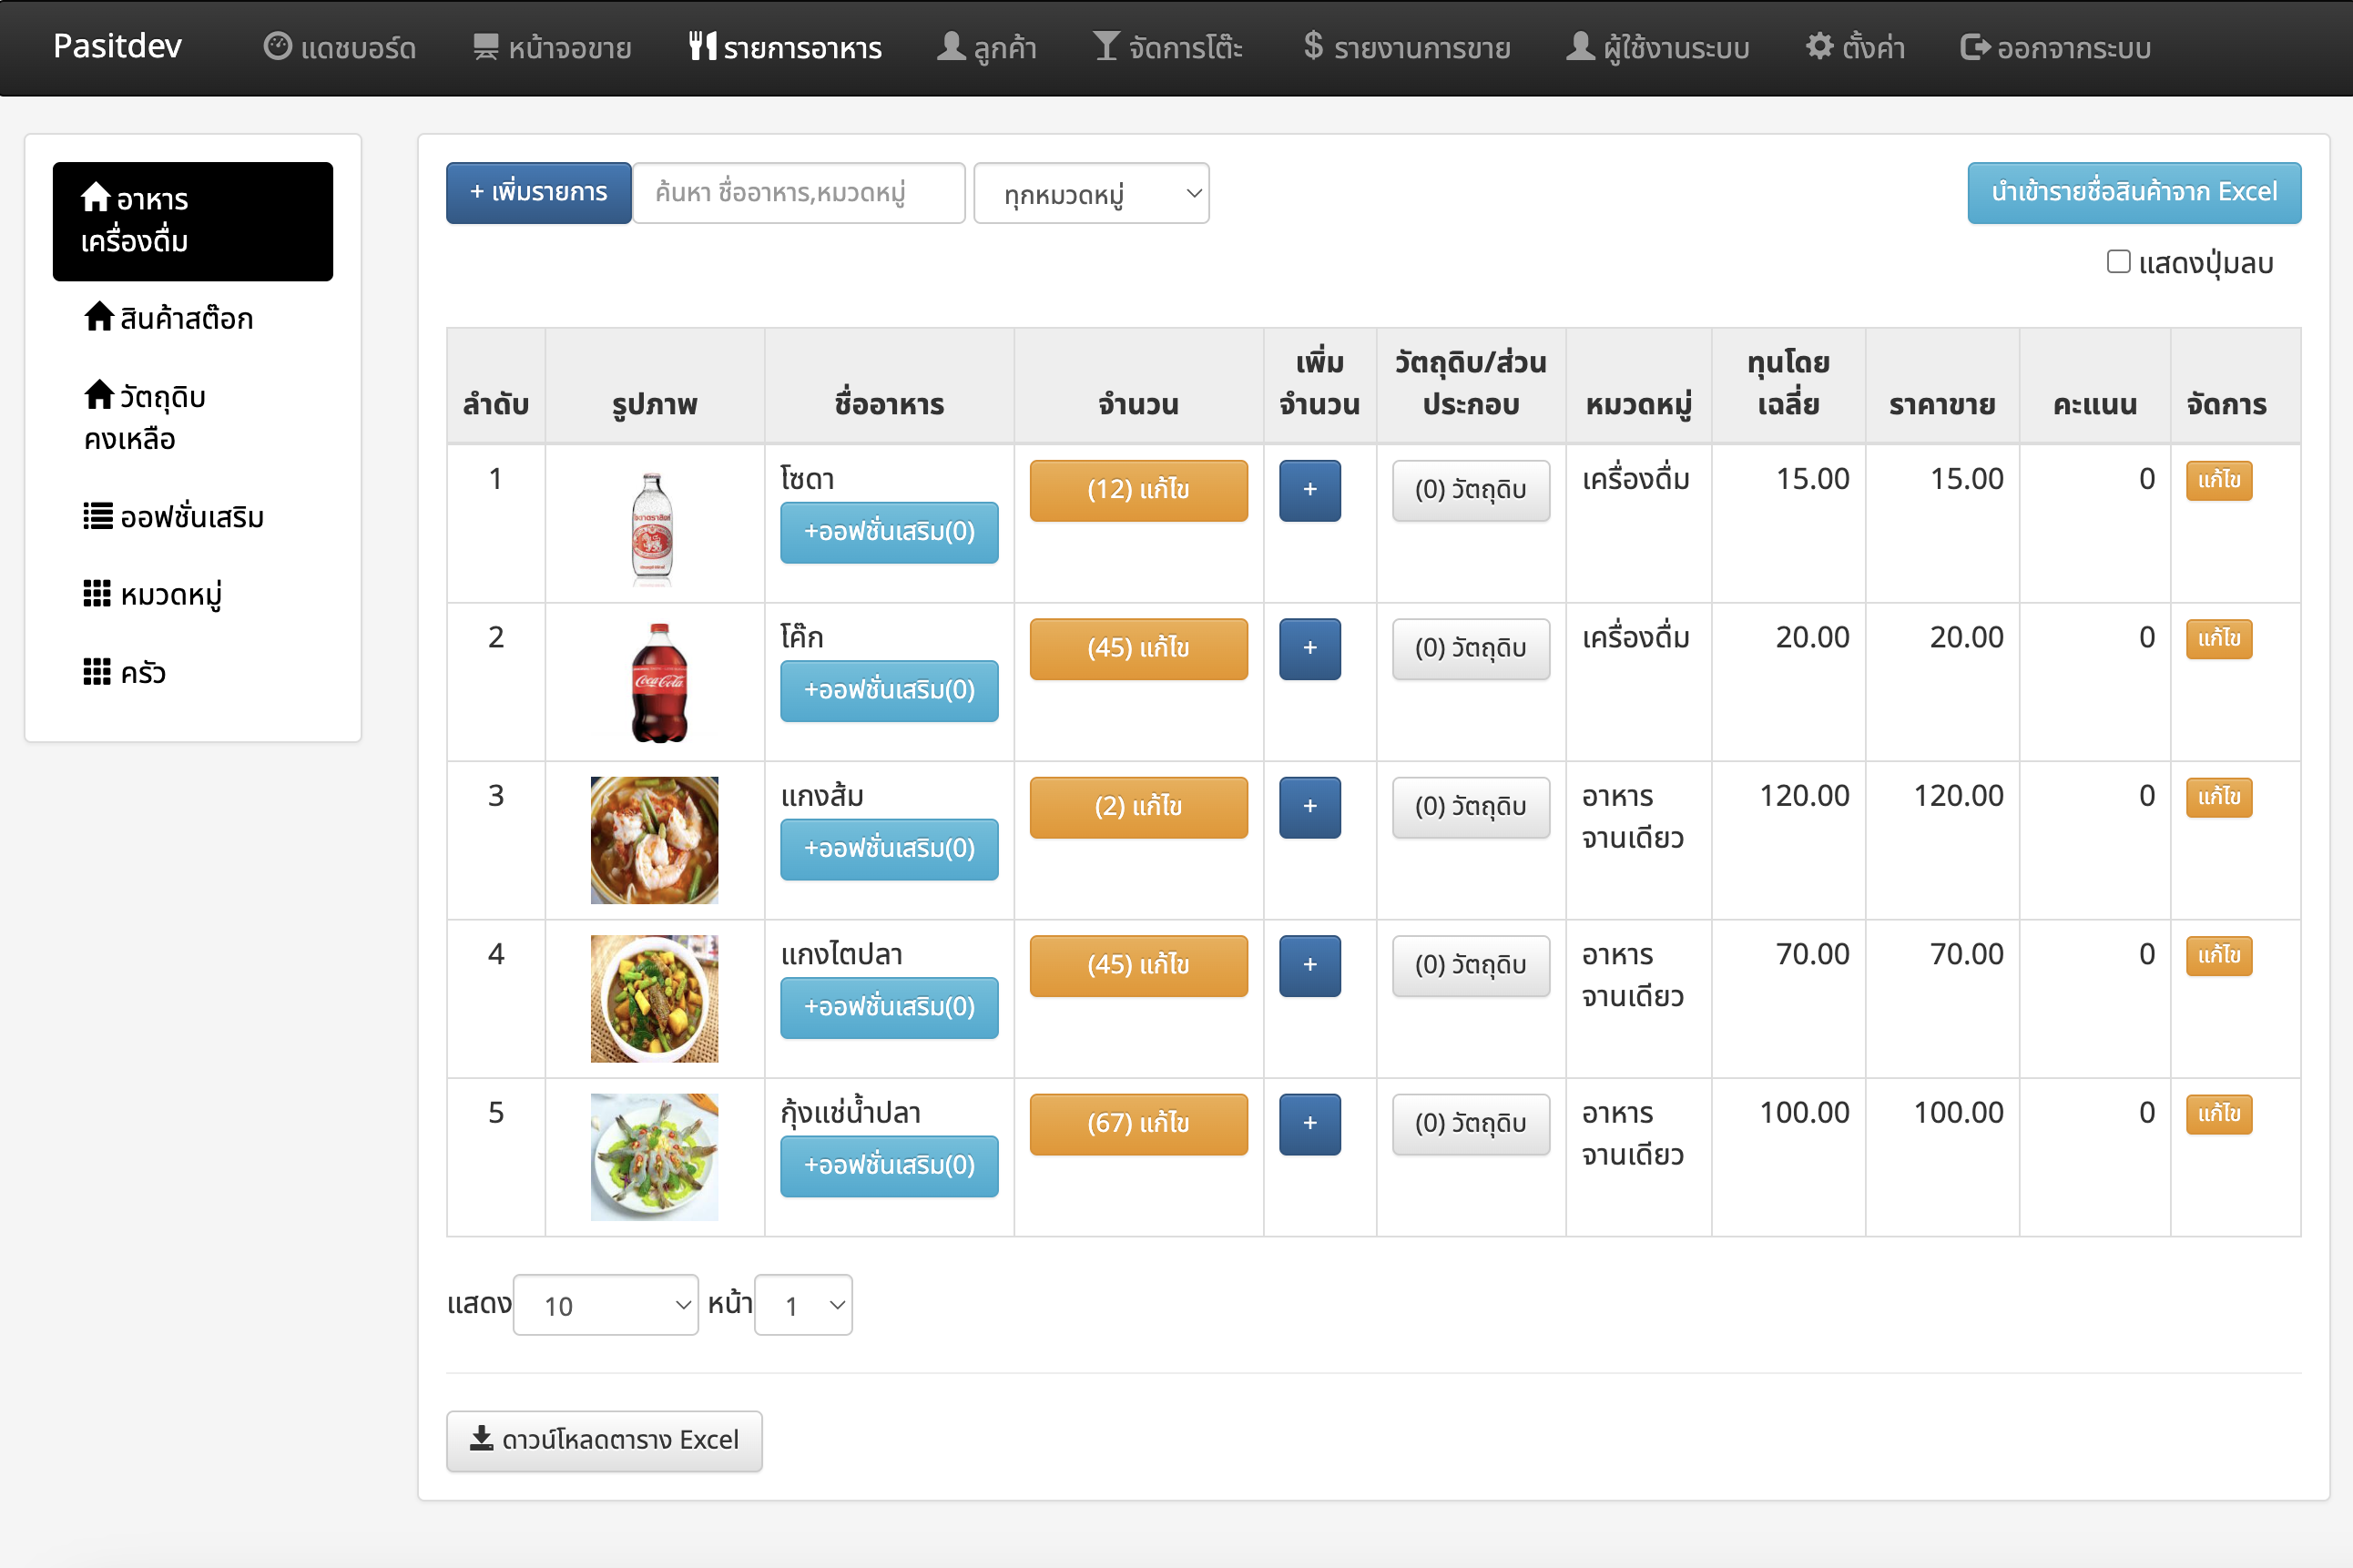 Pasitdev แดชบอร์ด หน้าจอขาย รายการอาหาร ลูกค้า จัดการโต๊ะ $ รายงานการขาย ผู้ใช้งานระบบ ตั้งค่า ออกจากระบบ
อาหาร
เครื่องดื่ม
สินค้าสต๊อก
วัตถุดิบ
คงเหลือ
ออฟชั่นเสริม
หมวดหมู่
ครัว
+ เพิ่มรายการ ค้นหา ชื่ออาหาร,หมวดหมู่ ทุกหมวดหมู่ นำเข้ารายชื่อสินค้าจาก Excel
แสดงปุ่มลบ
ลำดับ รูปภาพ ชื่ออาหาร จำนวน เพิ่มจำนวน วัตถุดิบ/ส่วนประกอบ หมวดหมู่ ทุนโดยเฉลี่ย ราคาขาย คะแนน จัดการ
1 โซดา (12) แก้ไข + (0) วัตถุดิบ เครื่องดื่ม 15.00 15.00 0 แก้ไข
+ออฟชั่นเสริม(0)
2 โค๊ก (45) แก้ไข + (0) วัตถุดิบ เครื่องดื่ม 20.00 20.00 0 แก้ไข
+ออฟชั่นเสริม(0)
Coca-Cola
3 แกงส้ม (2) แก้ไข + (0) วัตถุดิบ อาหารจานเดียว 120.00 120.00 0 แก้ไข
+ออฟชั่นเสริม(0)
4 แกงไตปลา (45) แก้ไข + (0) วัตถุดิบ อาหารจานเดียว 70.00 70.00 0 แก้ไข
+ออฟชั่นเสริม(0)
5 กุ้งแช่น้ำปลา (67) แก้ไข + (0) วัตถุดิบ อาหารจานเดียว 100.00 100.00 0 แก้ไข
+ออฟชั่นเสริม(0)
แสดง 10 หน้า 1
ดาวน์โหลดตาราง Excel